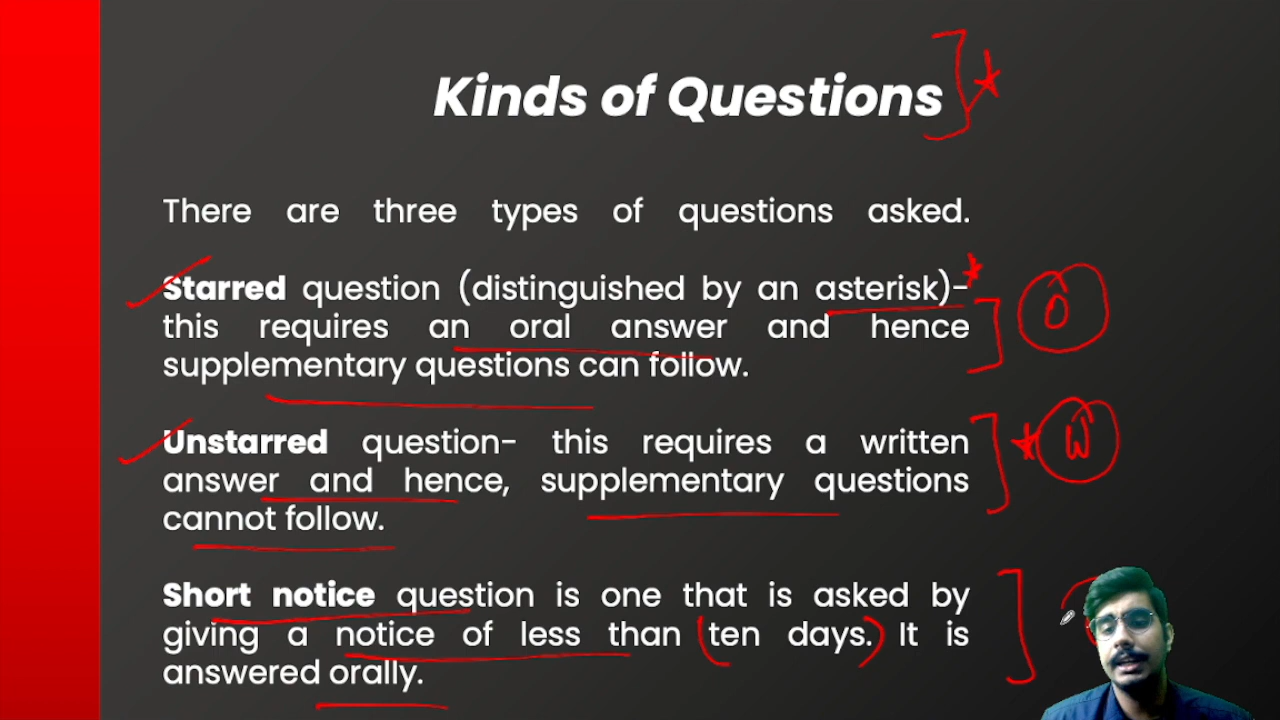 Kinds of Questions
There are three types of questions asked.
Starred question (distinguished by an asterisk)-
this requires an oral answer and hence
supplementary questions can follow.
O
Unstarred question- this requires a written
answer and hence, supplementary questions
cannot follow.
W
Short notice question is one that is asked by
giving a notice of less than ten days. It is
answered orally.